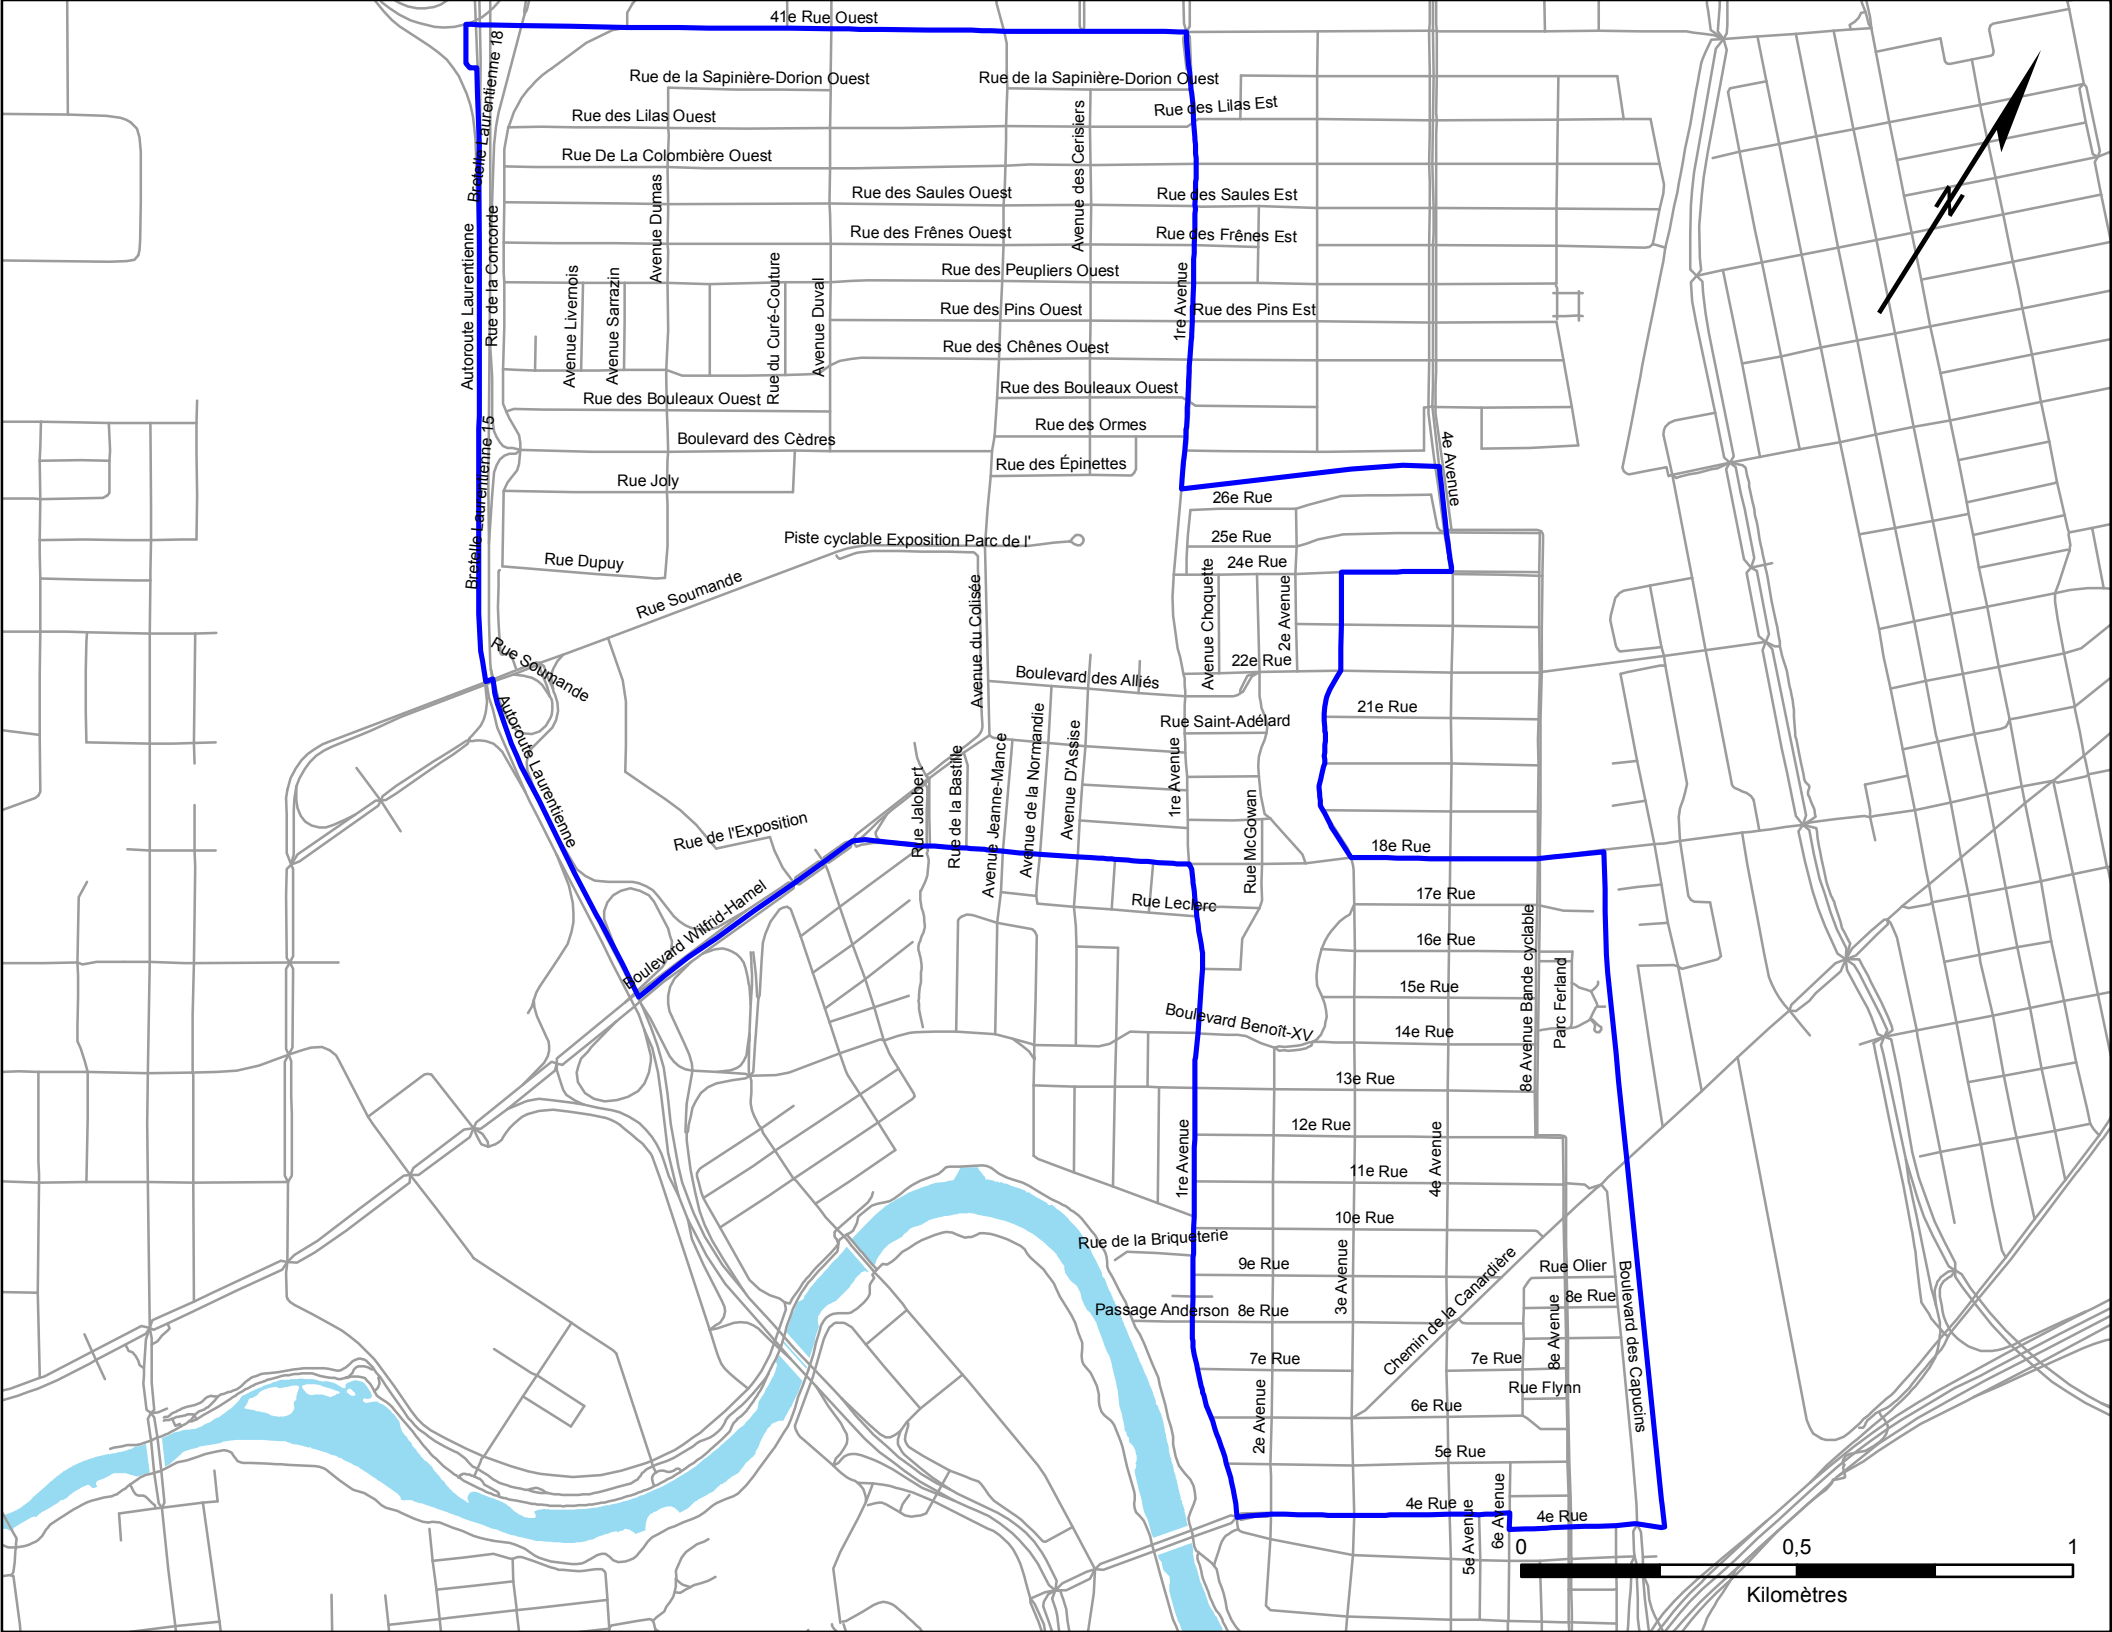 41e Rue Ouest
Bretelle Laurentienne 18
Rue de la Sapinière-Dorion Ouest
Rue de la Sapinière-Dorion Ouest
Rue des Lilas Est
Rue des Lilas Ouest
Avenue des Cerisiers
Rue De La Colombière Ouest
Rue des Saules Ouest
Rue des Saules Est
Avenue Dumas
Rue des Frênes Ouest
Rue des Frênes Est
Autoroute Laurentienne
Rue de la Concorde
Rue des Peupliers Ouest
Avenue Livernois
Avenue Sarrazin
Rue du Curé-Couture
Avenue Duval
1re Avenue
Rue des Pins Ouest
Rue des Pins Est
Rue des Chênes Ouest
Rue des Bouleaux Ouest
Rue des Bouleaux Ouest
Rue des Ormes
Boulevard des Cèdres
Rue des Épinettes
4e Avenue
Bretelle Laurentienne 15
Rue Joly
26e Rue
Piste cyclable Exposition Parc de l'
25e Rue
Rue Dupuy
24e Rue
Rue Soumande
Avenue du Colisée
Avenue Choquette
2e Avenue
Rue Soumande
22e Rue
Boulevard des Alliés
21e Rue
Rue Saint-Adélard
Autoroute Laurentienne
Rue Jalobert
Rue de la Bastille
Avenue Jeanne-Mance
Avenue de la Normandie
Avenue D'Assise
1re Avenue
Rue McGowan
Rue de l'Exposition
18e Rue
17e Rue
Rue Leclerc
Boulevard Wilfrid-Hamel
16e Rue
8e Avenue Bande cyclable
Parc Ferland
15e Rue
Boulevard Benoît-XV
14e Rue
13e Rue
12e Rue
1re Avenue
4e Avenue
11e Rue
10e Rue
Rue de la Briqueterie
9e Rue
3e Avenue
Chemin de la Canardière
Rue Olier
8e Rue
Boulevard des Capucins
Passage Anderson
8e Rue
8e Avenue
7e Rue
7e Rue
Rue Flynn
2e Avenue
6e Rue
5e Rue
4e Rue
5e Avenue
6e Avenue
4e Rue
0
0,5
1
Kilomètres
N